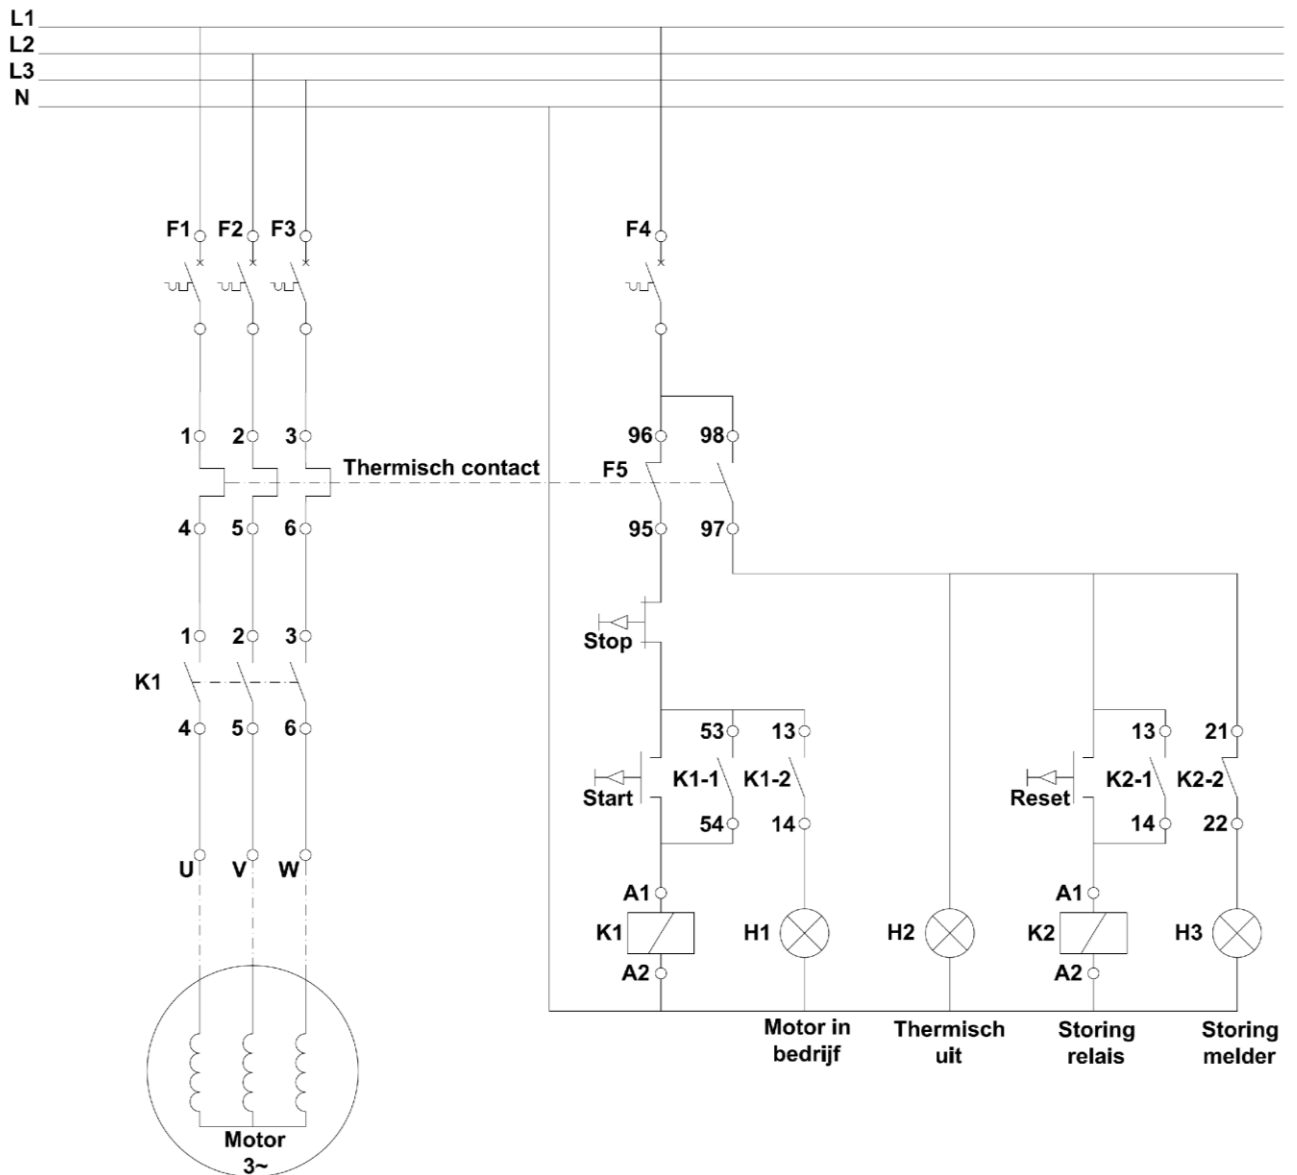 L1
L2
L3
N
F1 F2 F3 F4
1 2 3 96 98
Thermisch contact F5
4 5 6 95 97
Stop
1 2 3
K1
4 5 6
53 13 13 21
K1-1 K1-2 K2-1 K2-2
Start Reset
54 14 14 22
U V W
A1 A1
K1 H1 H2 K2 H3
A2 A2
Motor in bedrijf
Thermisch uit
Storing relais
Storing melder
Motor
3~